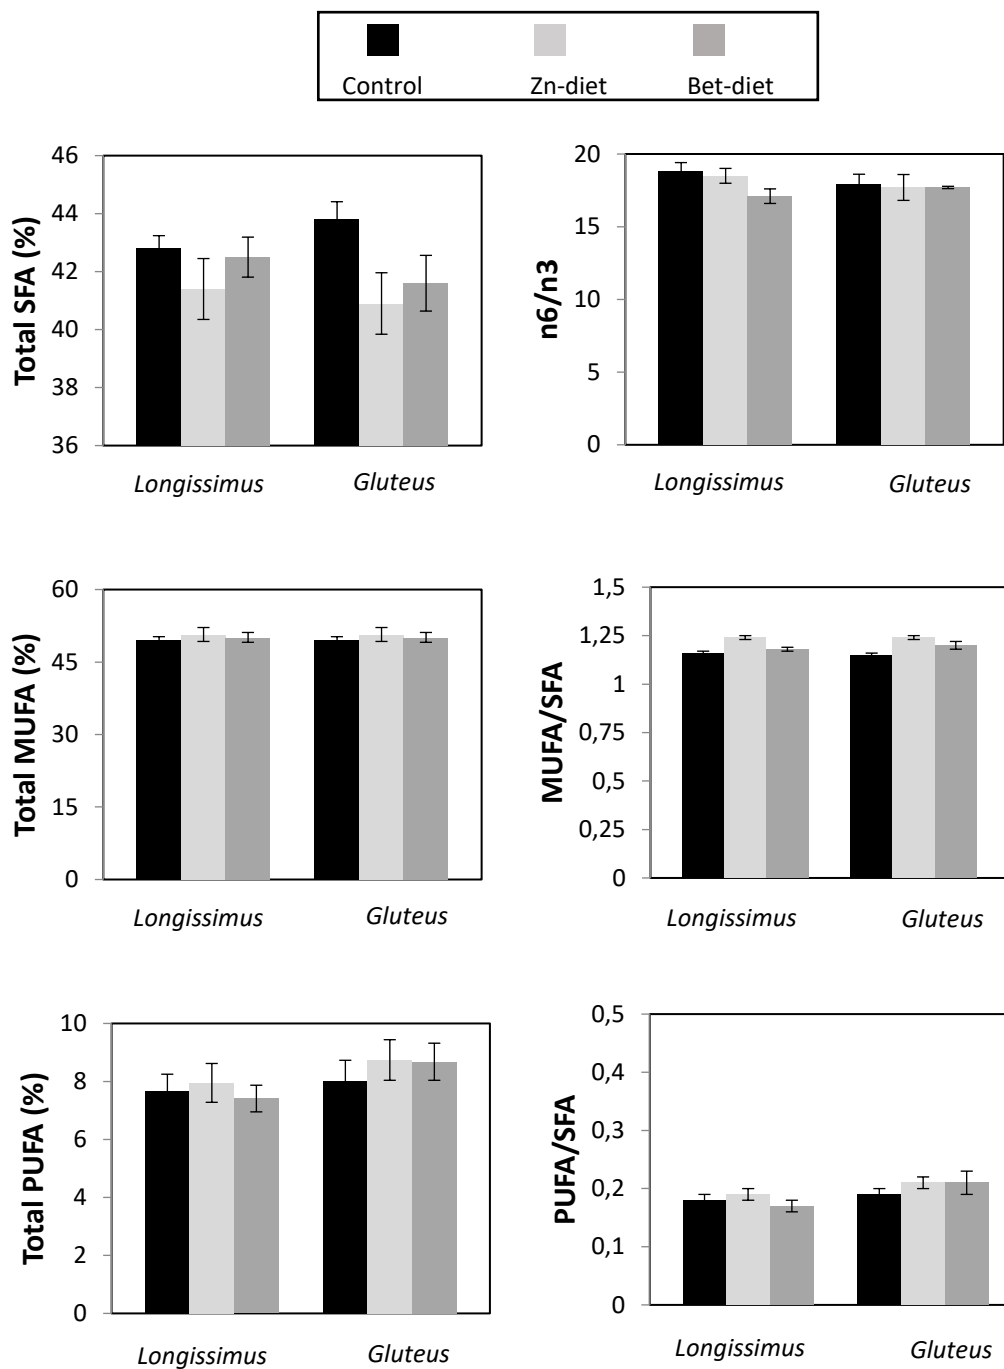 Control Zn-diet Bet-diet
Total SFA (%)
46
44
42
40
38
36
Longissimus Gluteus
n6/n3
20
15
10
5
0
Longissimus Gluteus
Total MUFA (%)
60
45
30
15
0
Longissimus Gluteus
MUFA/SFA
1,5
1,25
1
0,75
0,5
0,25
0
Longissimus Gluteus
Total PUFA (%)
10
8
6
4
2
0
Longissimus Gluteus
PUFA/SFA
0,5
0,4
0,3
0,2
0,1
0
Longissimus Gluteus